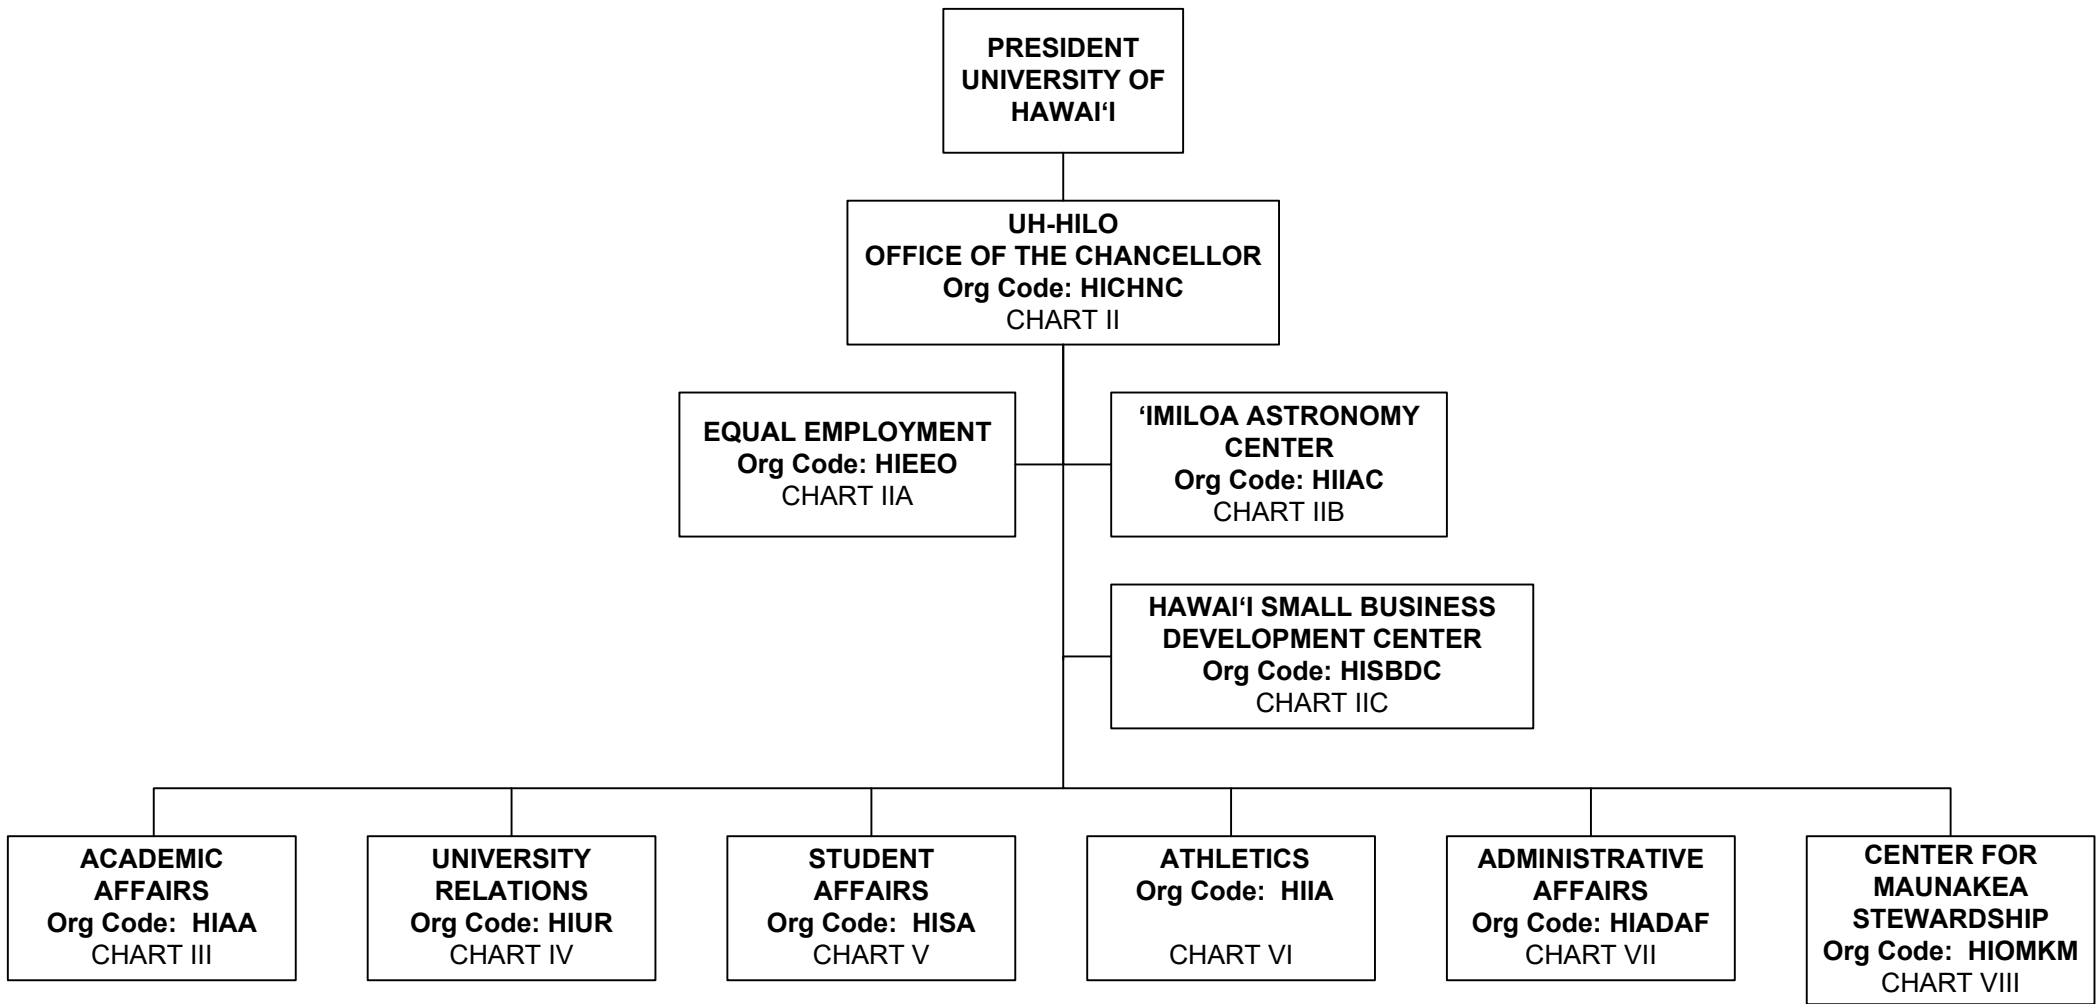 PRESIDENT
UNIVERSITY OF
HAWAI‘I
UH-HILO
OFFICE OF THE CHANCELLOR
Org Code: HICHNC
CHART II
EQUAL EMPLOYMENT
Org Code: HIEEO
CHART IIA
‘IMILOA ASTRONOMY
CENTER
Org Code: HIIAC
CHART IIB
HAWAI‘I SMALL BUSINESS
DEVELOPMENT CENTER
Org Code: HISBDC
CHART IIC
ACADEMIC
AFFAIRS
Org Code:  HIAA
CHART III
UNIVERSITY
RELATIONS
Org Code: HIUR
CHART IV
STUDENT
AFFAIRS
Org Code:  HISA
CHART V
ATHLETICS
Org Code:  HIIA
CHART VI
ADMINISTRATIVE
AFFAIRS
Org Code: HIADAF
CHART VII
CENTER FOR
MAUNAKEA
STEWARDSHIP
Org Code:  HIOMKM
CHART VIII